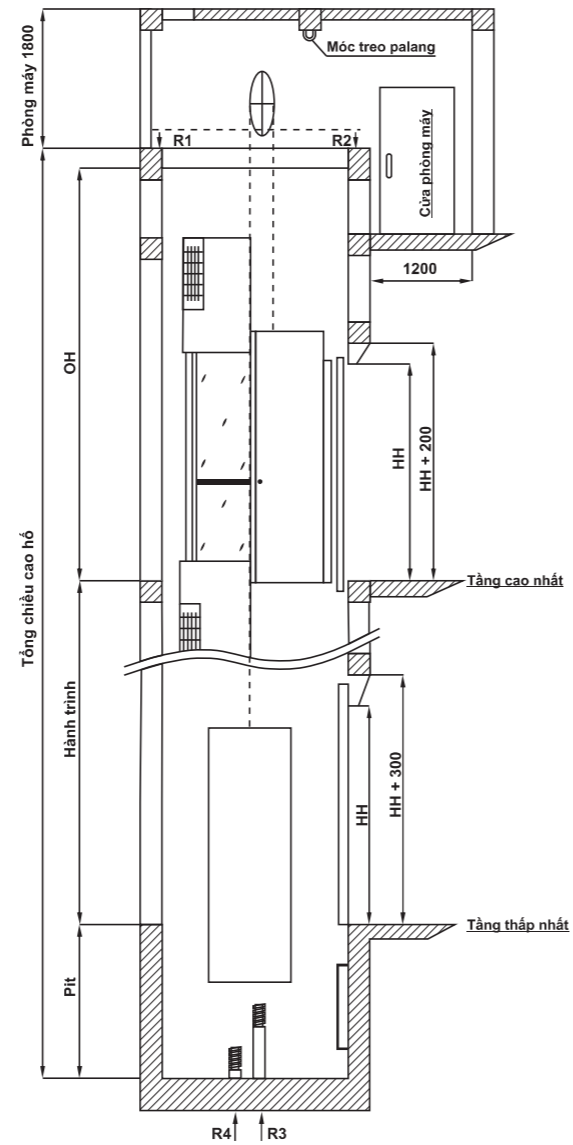 Phòng máy 1800
Móc treo palang
R1
R2
Cửa phòng máy
1200
OH
HH
HH + 200
Tổng chiều cao hố
Tầng cao nhất
Hành trình
HH
HH + 300
Tầng thấp nhất
Pit
R4
R3